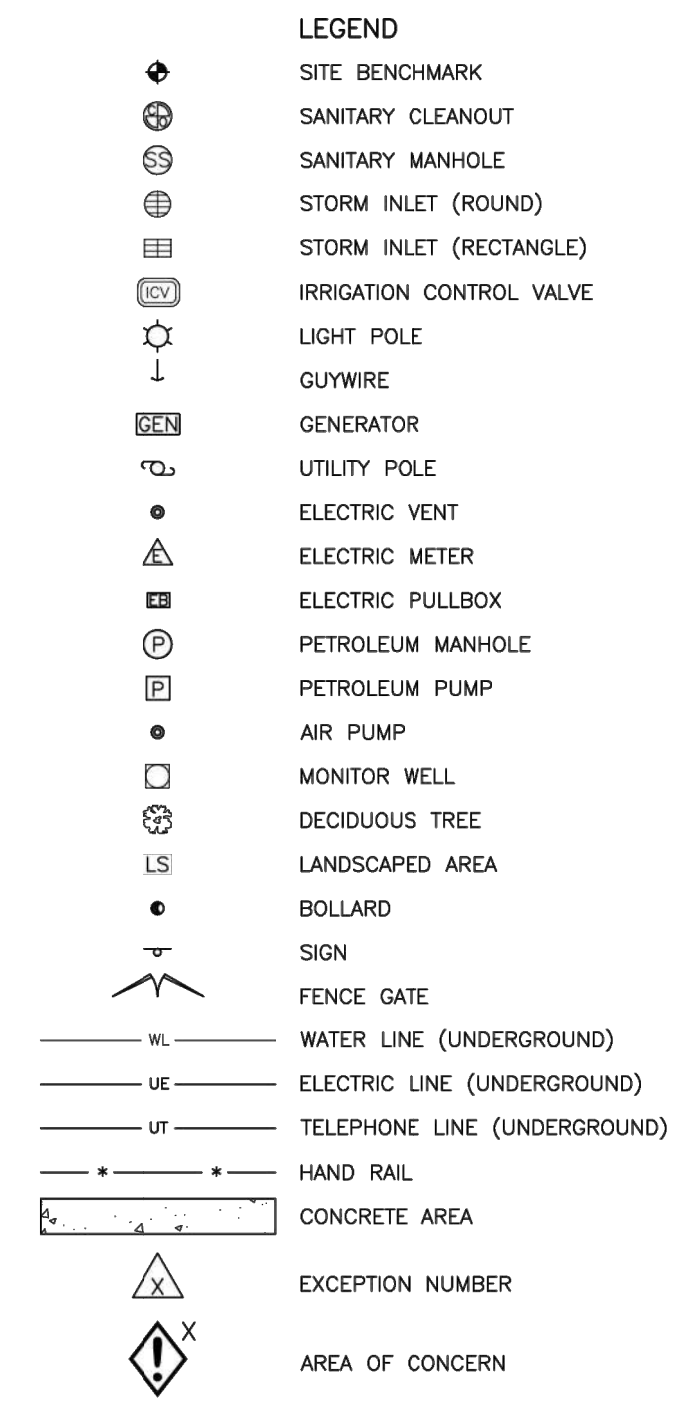 LEGEND
SITE BENCHMARK
CO SANITARY CLEANOUT
SS SANITARY MANHOLE
STORM INLET (ROUND)
STORM INLET (RECTANGLE)
ICV IRRIGATION CONTROL VALVE
LIGHT POLE
GUYWIRE
GEN GENERATOR
UTILITY POLE
ELECTRIC VENT
E ELECTRIC METER
EB ELECTRIC PULLBOX
P PETROLEUM MANHOLE
P PETROLEUM PUMP
AIR PUMP
MONITOR WELL
DECIDUOUS TREE
LS LANDSCAPED AREA
BOLLARD
SIGN
FENCE GATE
WL WATER LINE (UNDERGROUND)
UE ELECTRIC LINE (UNDERGROUND)
UT TELEPHONE LINE (UNDERGROUND)
* * HAND RAIL
CONCRETE AREA
X EXCEPTION NUMBER
! X AREA OF CONCERN